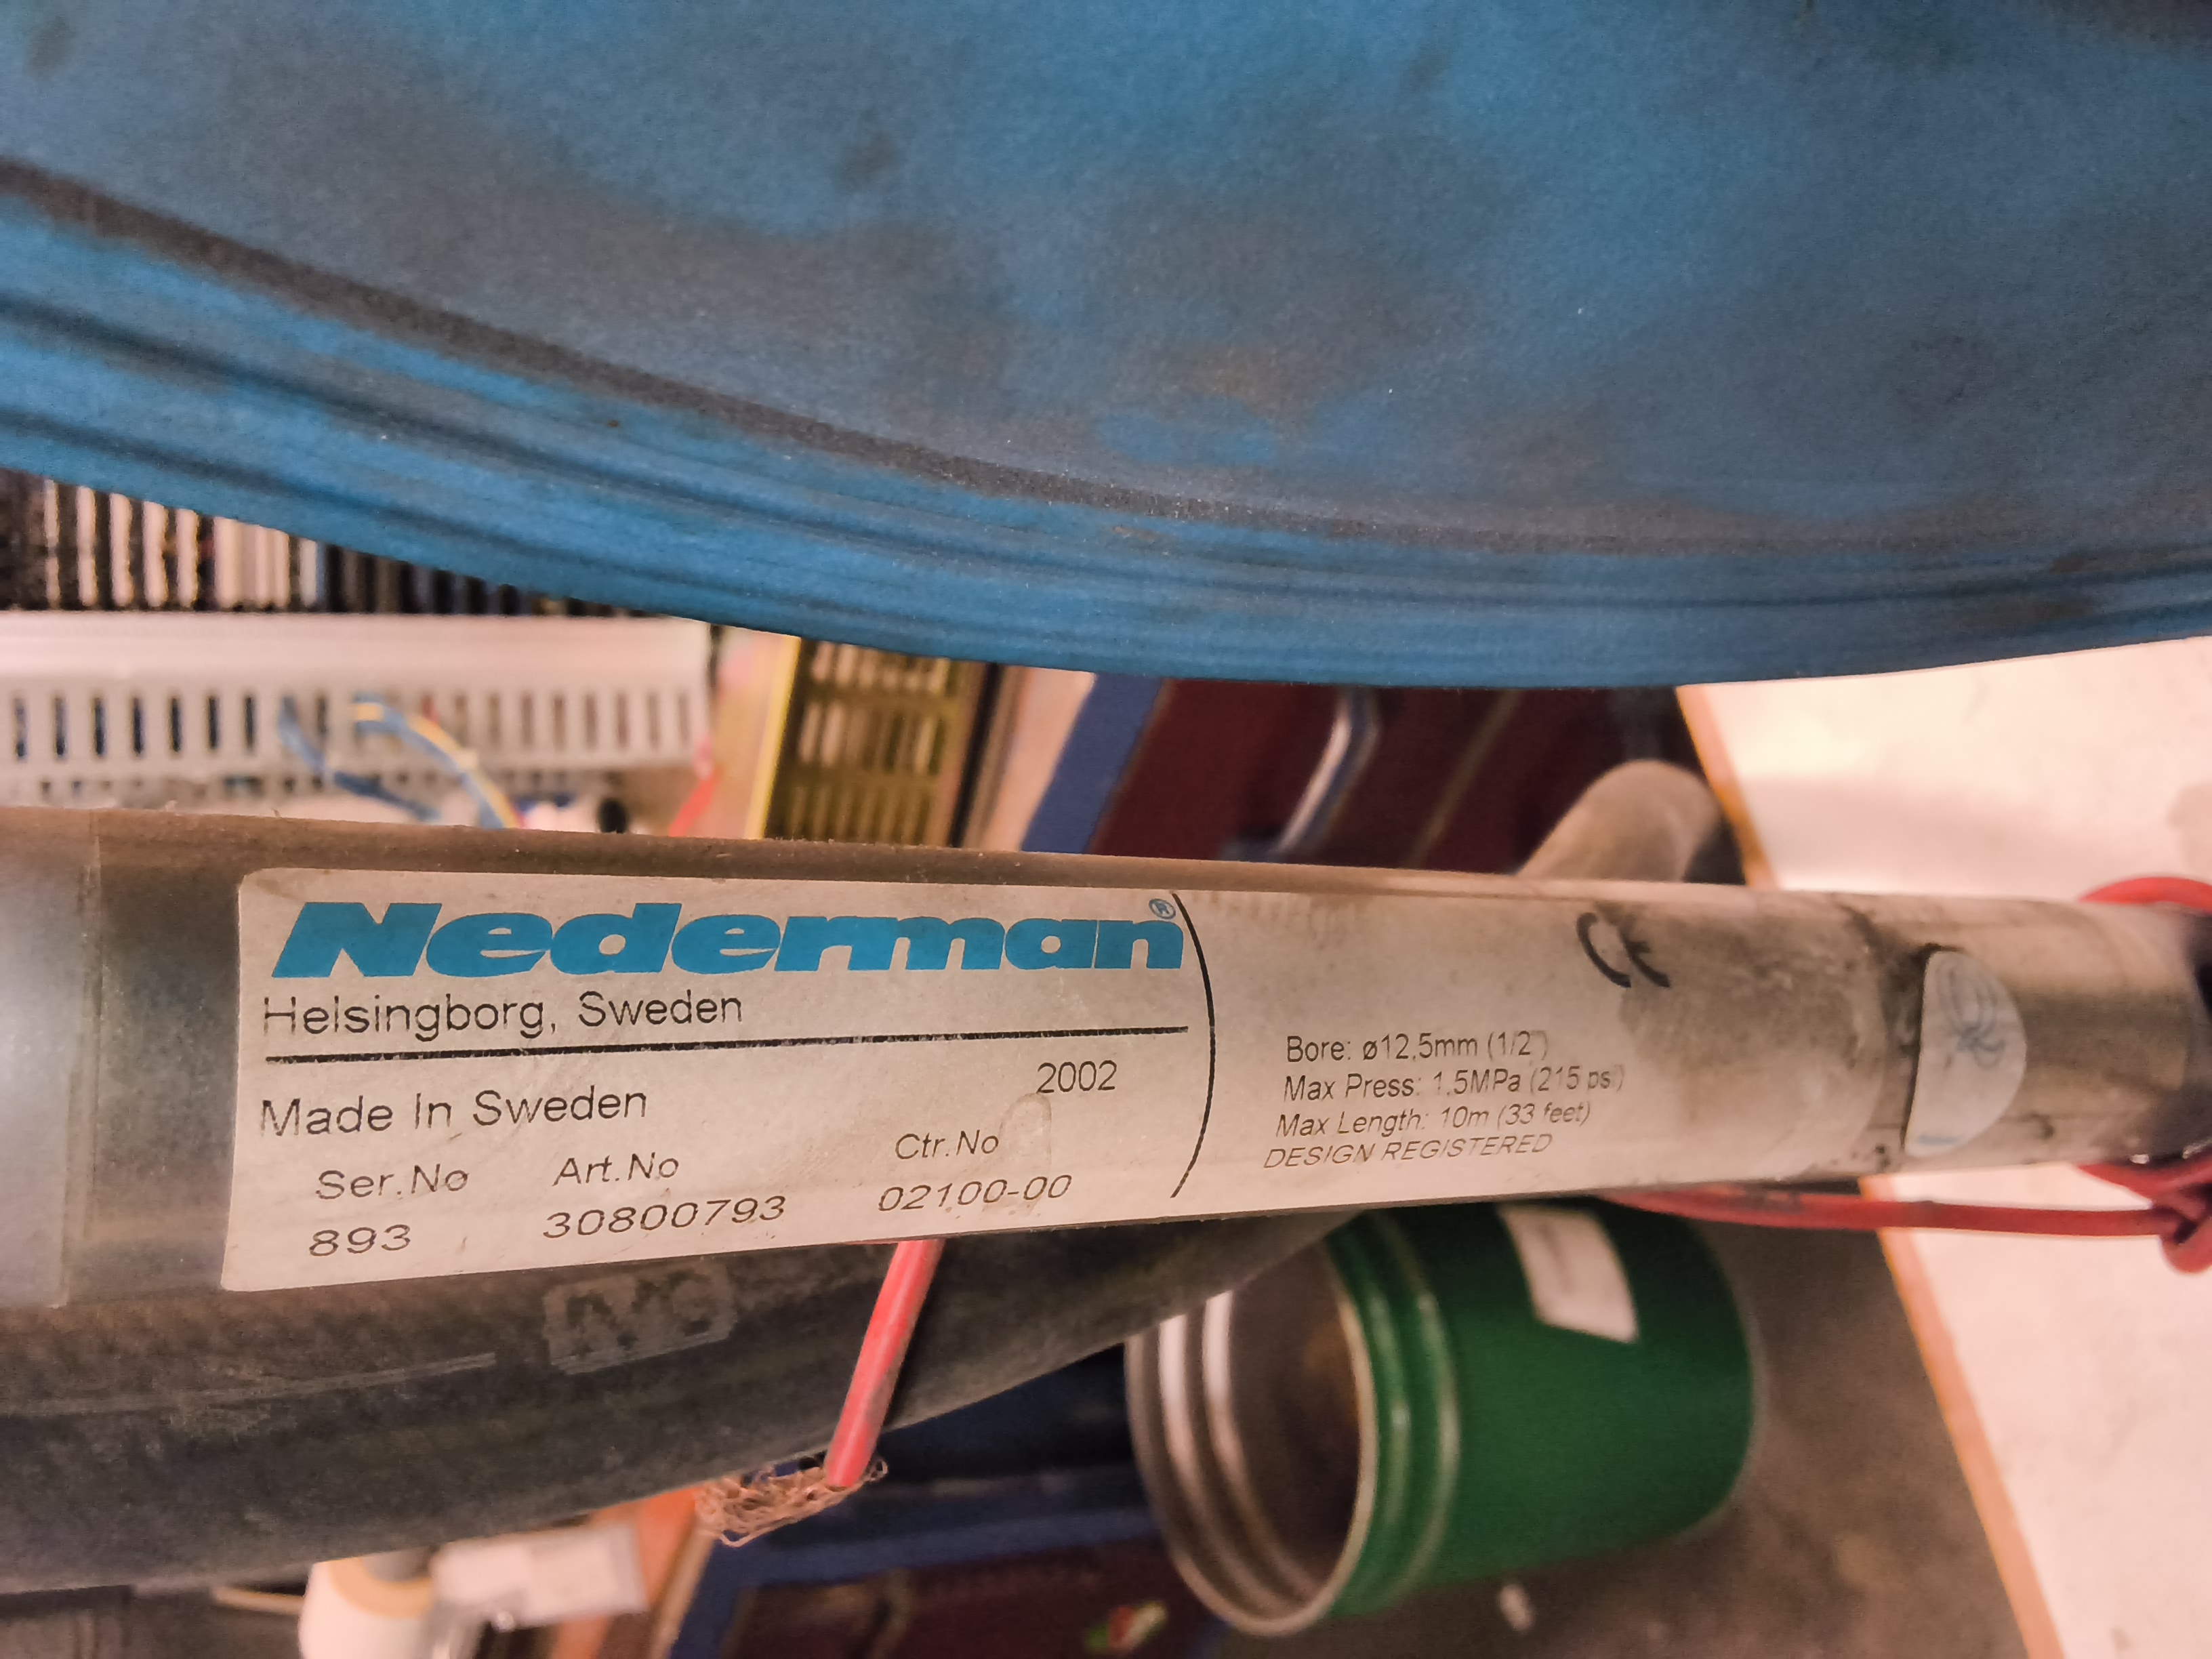 Nederman®
Helsingborg, Sweden
2002
Made In Sweden
Ser.No Art.No Ctr.No
893 30800793 02100-00
CE
Bore: ø12,5mm (1/2")
Max Press: 1,5MPa (215 psi)
Max Length: 10m (33 feet)
DESIGN REGISTERED